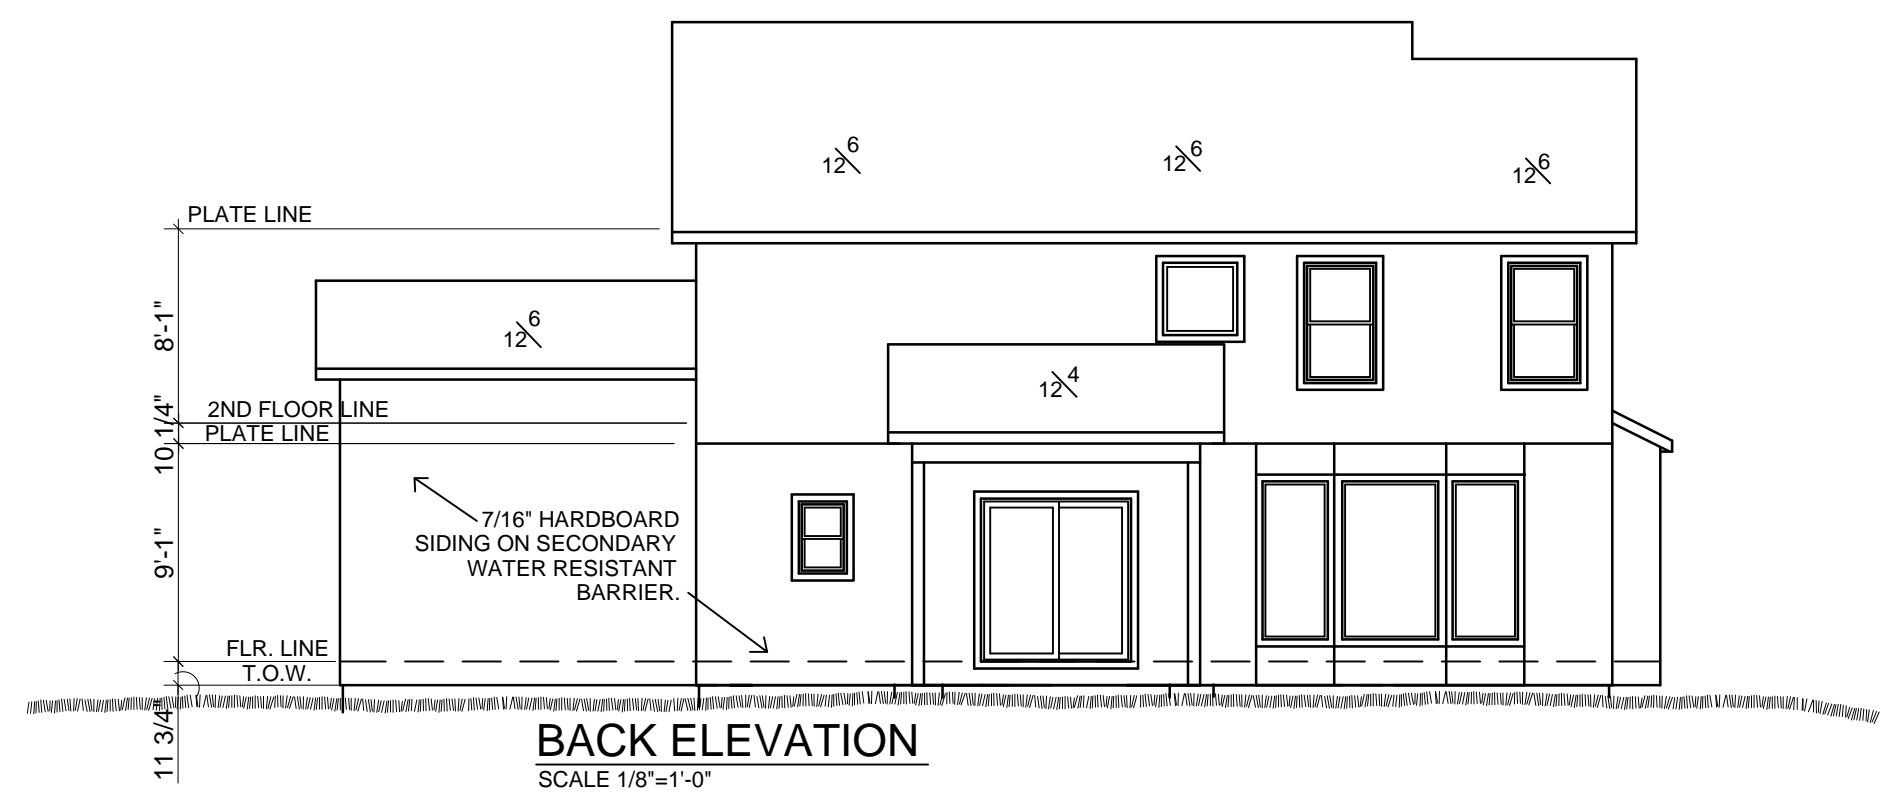 12 6
12 6
12 6
PLATE LINE
8'-1"
12 6
12 4
2ND FLOOR LINE
10 1/4"
PLATE LINE
7/16" HARDBOARD
SIDING ON SECONDARY
WATER RESISTANT
BARRIER.
9'-1"
FLR. LINE
T.O.W.
11 3/4"
BACK ELEVATION
SCALE 1/8"=1'-0"